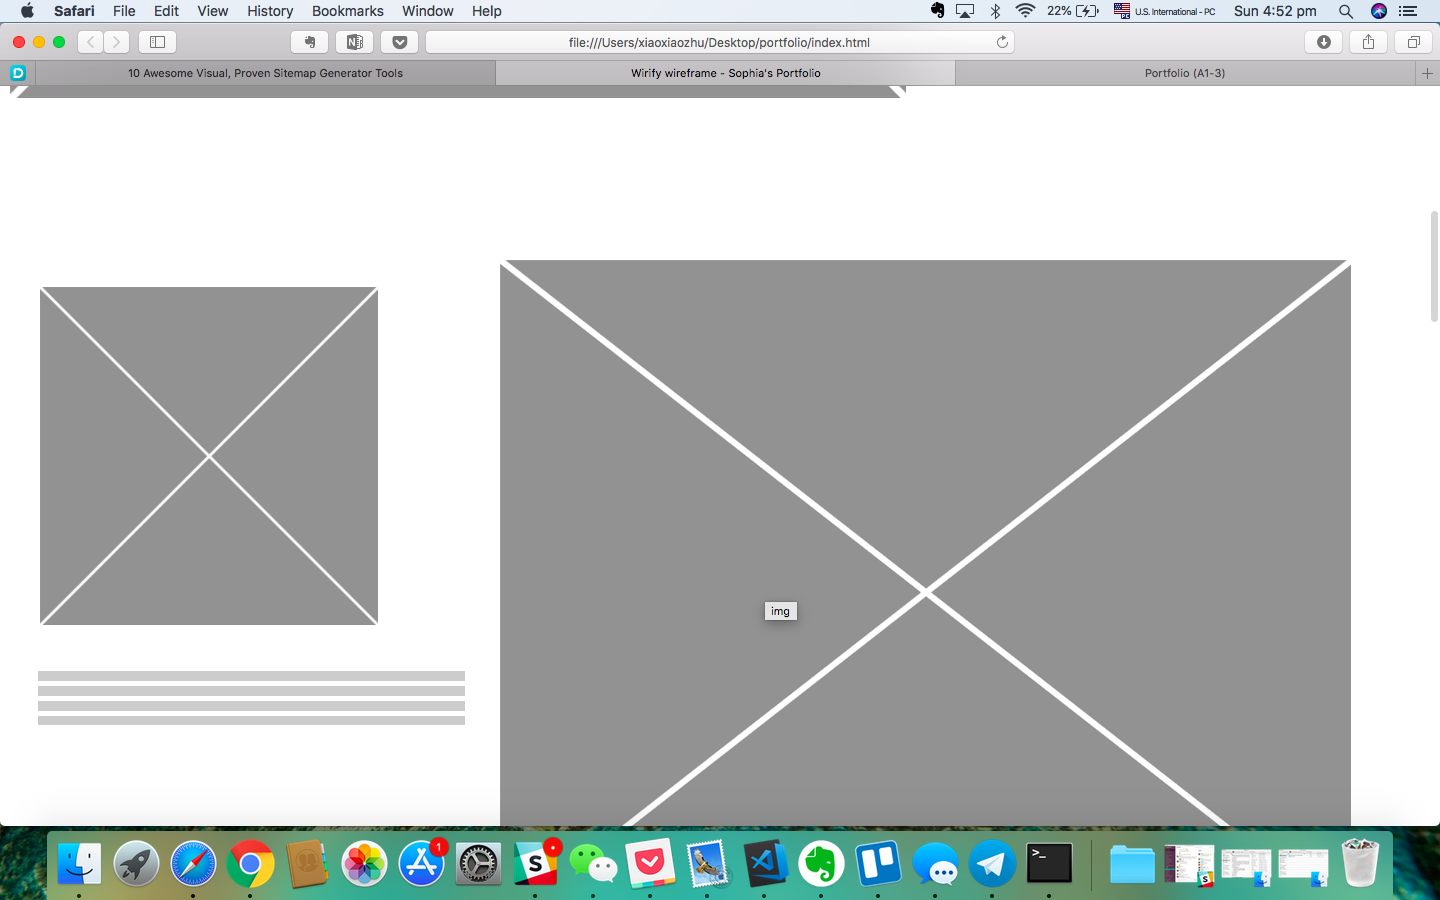 Safari File Edit View History Bookmarks Window Help 22% U.S. International - PC Sun 4:52 pm
file:///Users/xiaoxiaozhu/Desktop/portfolio/index.html
10 Awesome Visual, Proven Sitemap Generator Tools Wirify wireframe - Sophia's Portfolio Portfolio (A1-3)
img
1